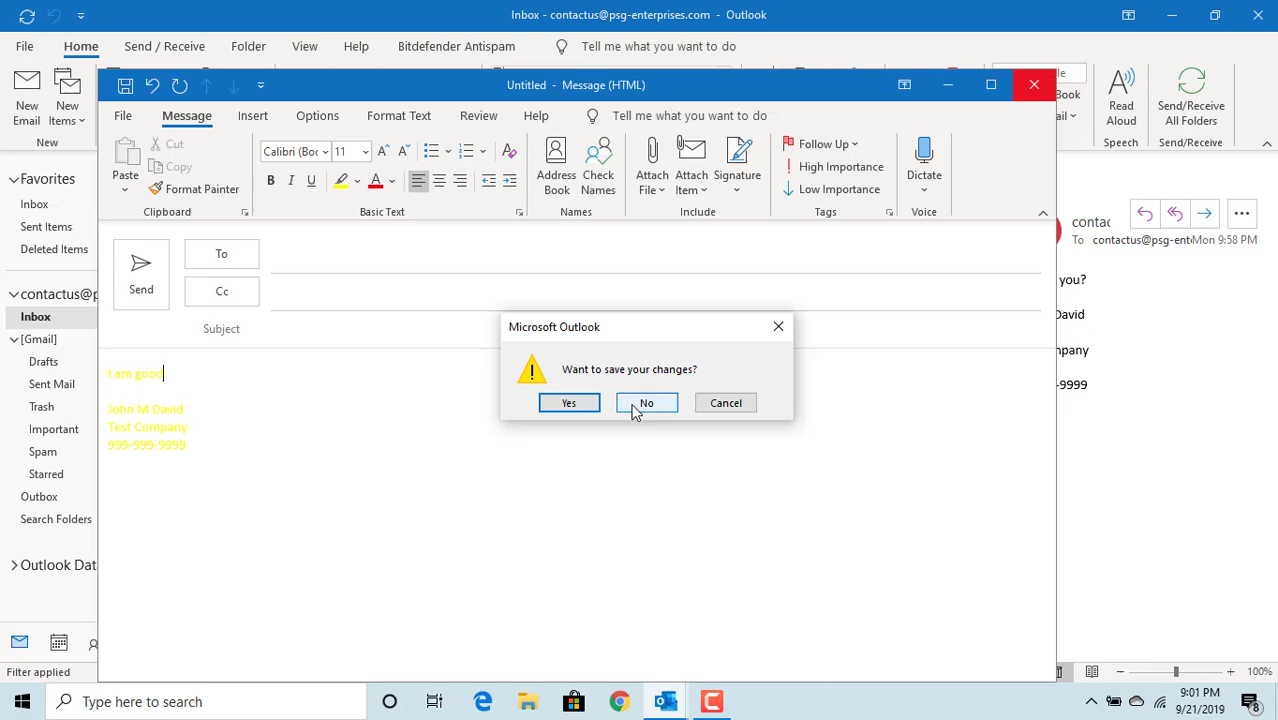 Inbox - contactus@psg-enterprises.com - Outlook
File Home Send / Receive Folder View Help Bitdefender Antispam Tell me what you want to do
New Email
New Items
New
Untitled - Message (HTML)
File Message Insert Options Format Text Review Help Tell me what you want to do
Paste
Cut
Copy
Format Painter
Clipboard
Calibri (Boc 11
B I U A
Basic Text
Address Book
Check Names
Names
Attach File
Attach Item
Signature
Include
Follow Up
High Importance
Low Importance
Tags
Dictate
Voice
Read Aloud
Speech
Send/Receive All Folders
Send/Receive
Favorites
Inbox
Sent Items
Deleted Items
contactus@p
Inbox
[Gmail]
Drafts
Sent Mail
Trash
Important
Spam
Starred
Outbox
Search Folders
Outlook Dat
Filter applied
Send
To
Cc
Subject
I am good
John M David
Test Company
999-999-9999
Microsoft Outlook
Want to save your changes?
Yes No Cancel
contac
To contactus@psg-ent Mon 9:58 PM
you?
David
mpany
-9999
100%
Type here to search
9:01 PM
9/21/2019
8